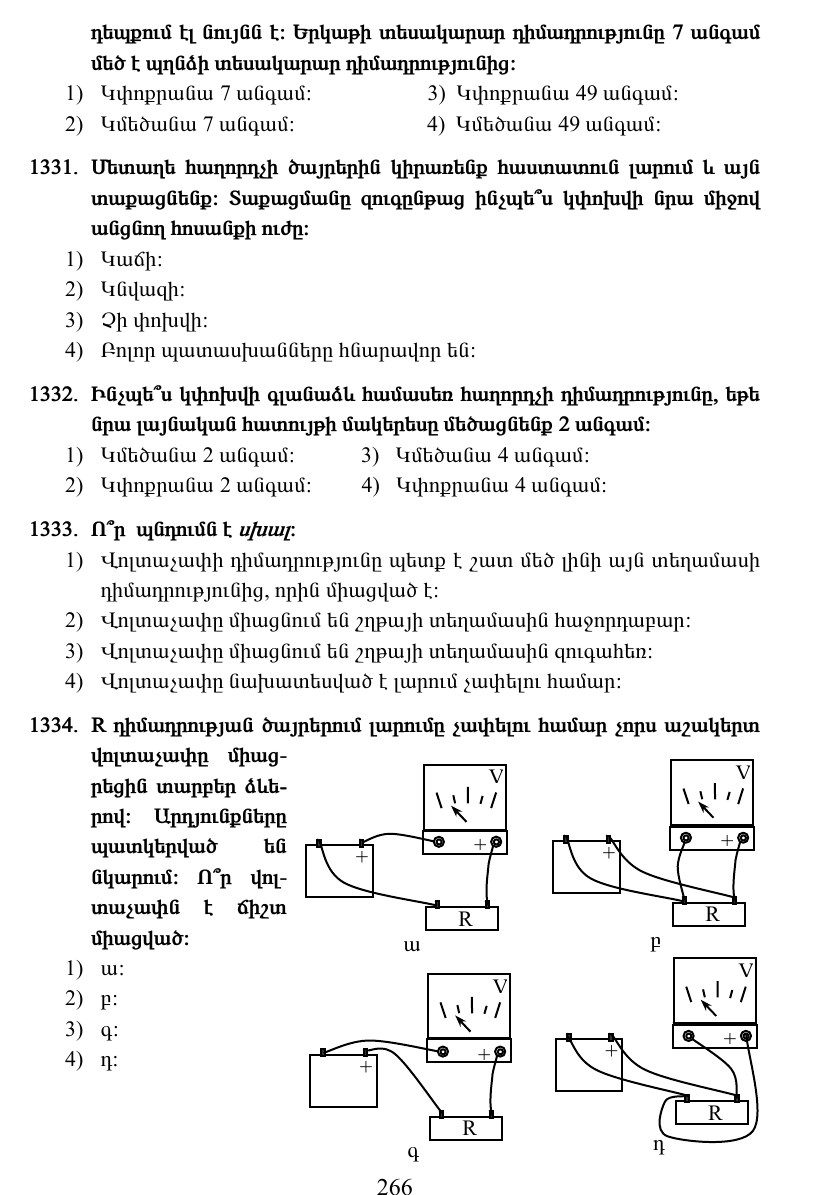 դեպքում էլ նույնն է: Երկաթի տեսակարար դիմադրությունը 7 անգամ
մեծ է պղնձի տեսակարար դիմադրությունից:
1) Կփոքրանա 7 անգամ: 3) Կփոքրանա 49 անգամ:
2) Կմեծանա 7 անգամ: 4) Կմեծանա 49 անգամ:
1331. Մետաղե հաղորդչի ծայրերին կիրառենք հաստատուն լարում և այն
տաքացնենք: Տաքացմանը զուգընթաց ինչպե՞ս կփոխվի նրա միջով
անցնող հոսանքի ուժը:
1) Կաճի:
2) Կնվազի:
3) Չի փոխվի:
4) Բոլոր պատասխանները հնարավոր են:
1332. Ինչպե՞ս կփոխվի գլանաձև համասեռ հաղորդչի դիմադրությունը, եթե
նրա լայնական հատույթի մակերեսը մեծացնենք 2 անգամ:
1) Կմեծանա 2 անգամ: 3) Կմեծանա 4 անգամ:
2) Կփոքրանա 2 անգամ: 4) Կփոքրանա 4 անգամ:
1333. Ո՞ր պնդումն է սխալ:
1) Վոլտաչափի դիմադրությունը պետք է շատ մեծ լինի այն տեղամասի
դիմադրությունից, որին միացված է:
2) Վոլտաչափը միացնում են շղթայի տեղամասին հաջորդաբար:
3) Վոլտաչափը միացնում են շղթայի տեղամասին զուգահեռ:
4) Վոլտաչափը նախատեսված է լարում չափելու համար:
1334. R դիմադրության ծայրերում լարումը չափելու համար չորս աշակերտ
վոլտաչափը միաց-
րեցին տարբեր ձևե-
րով: Արդյունքները
պատկերված են
նկարում: Ո՞ր վոլ-
տաչափն է ճիշտ
միացված:
1) ա:
2) բ:
3) գ:
4) դ:
V
+
+
R
ա
V
+
+
R
բ
V
+
+
R
գ
V
+
+
R
դ
266